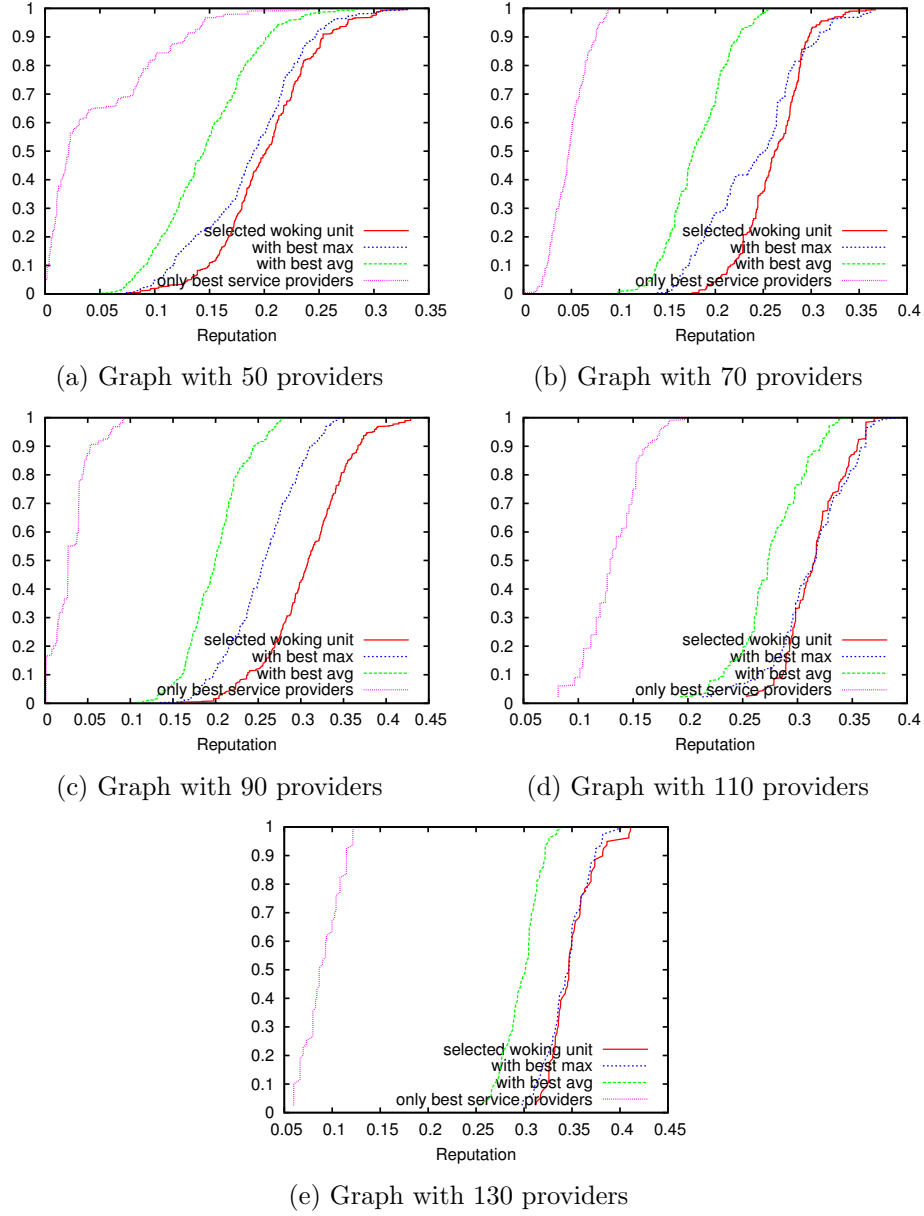 1
0.9
0.8
0.7
0.6
0.5
0.4
0.3
0.2
0.1
0
selected woking unit
with best max
with best avg
only best service providers
0 0.05 0.1 0.15 0.2 0.25 0.3 0.35
Reputation
(a) Graph with 50 providers
1
0.9
0.8
0.7
0.6
0.5
0.4
0.3
0.2
0.1
0
selected woking unit
with best max
with best avg
only best service providers
0 0.05 0.1 0.15 0.2 0.25 0.3 0.35 0.4
Reputation
(b) Graph with 70 providers
1
0.9
0.8
0.7
0.6
0.5
0.4
0.3
0.2
0.1
0
selected woking unit
with best max
with best avg
only best service providers
0 0.05 0.1 0.15 0.2 0.25 0.3 0.35 0.4 0.45
Reputation
(c) Graph with 90 providers
1
0.9
0.8
0.7
0.6
0.5
0.4
0.3
0.2
0.1
0
selected woking unit
with best max
with best avg
only best service providers
0.05 0.1 0.15 0.2 0.25 0.3 0.35 0.4
Reputation
(d) Graph with 110 providers
1
0.9
0.8
0.7
0.6
0.5
0.4
0.3
0.2
0.1
0
selected woking unit
with best max
with best avg
only best service providers
0.05 0.1 0.15 0.2 0.25 0.3 0.35 0.4 0.45
Reputation
(e) Graph with 130 providers